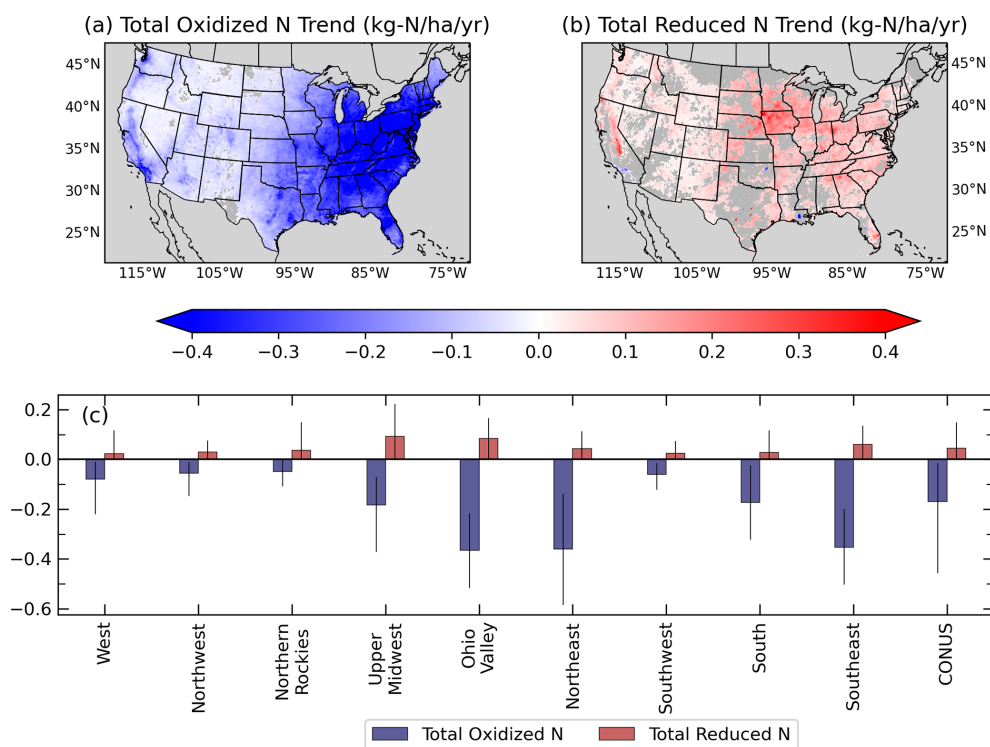 (a) Total Oxidized N Trend (kg-N/ha/yr)
(b) Total Reduced N Trend (kg-N/ha/yr)
45°N
40°N
35°N
30°N
25°N
115°W 105°W 95°W 85°W 75°W
45°N
40°N
35°N
30°N
25°N
115°W 105°W 95°W 85°W 75°W
−0.4 −0.3 −0.2 −0.1 0.0 0.1 0.2 0.3 0.4
(c)
0.2
0.0
−0.2
−0.4
−0.6
West
Northwest
Northern
Rockies
Upper
Midwest
Ohio
Valley
Northeast
Southwest
South
Southeast
CONUS
Total Oxidized N
Total Reduced N